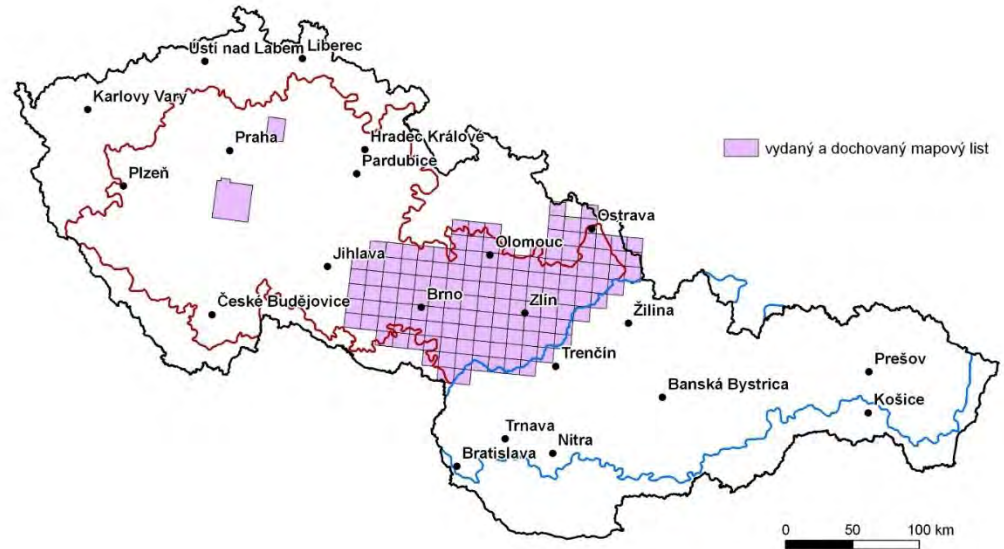 Ústí nad Labem
Liberec
Karlovy Vary
Praha
Hradec Králové
Pardubice
Plzeň
vydaný a dochovaný mapový list
Ostrava
Olomouc
Jihlava
České Budějovice
Brno
Zlín
Žilina
Trenčín
Prešov
Banská Bystrica
Košice
Trnava
Nitra
Bratislava
0 50 100 km